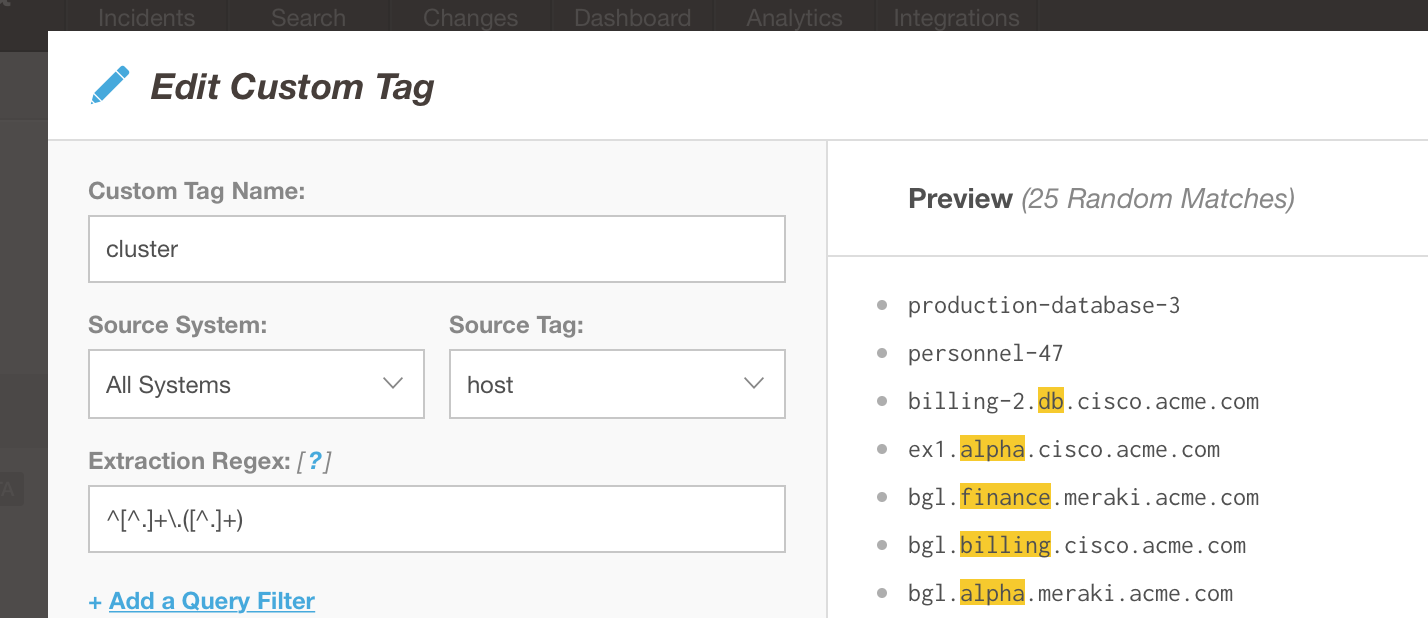 Incidents Search Changes Dashboard Analytics Integrations
Edit Custom Tag
Custom Tag Name:
cluster
Source System: Source Tag:
All Systems host
Extraction Regex: [?]
^[^.]+\.([^.]+)
+ Add a Query Filter
Preview (25 Random Matches)
production-database-3
personnel-47
billing-2.db.cisco.acme.com
ex1.alpha.cisco.acme.com
bgl.finance.meraki.acme.com
bgl.billing.cisco.acme.com
bgl.alpha.meraki.acme.com